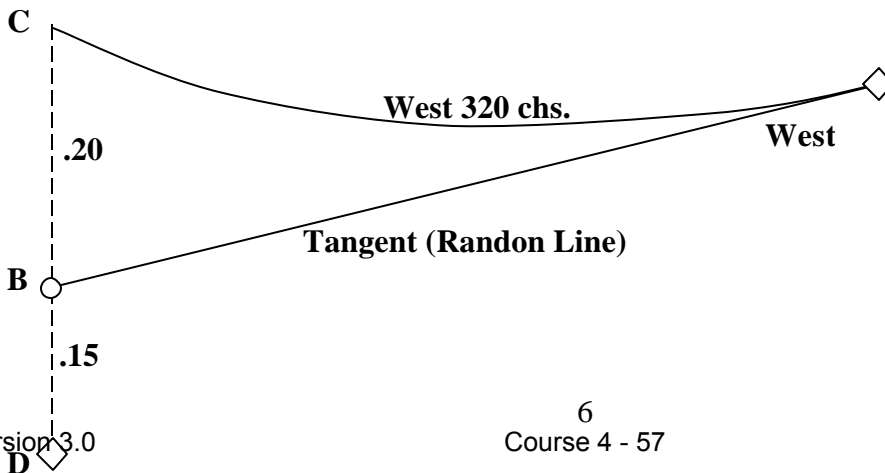 C
West 320 chs.
West
.20
Tangent (Randon Line)
B
.15
6
rsion 3.0
Course 4 - 57
D